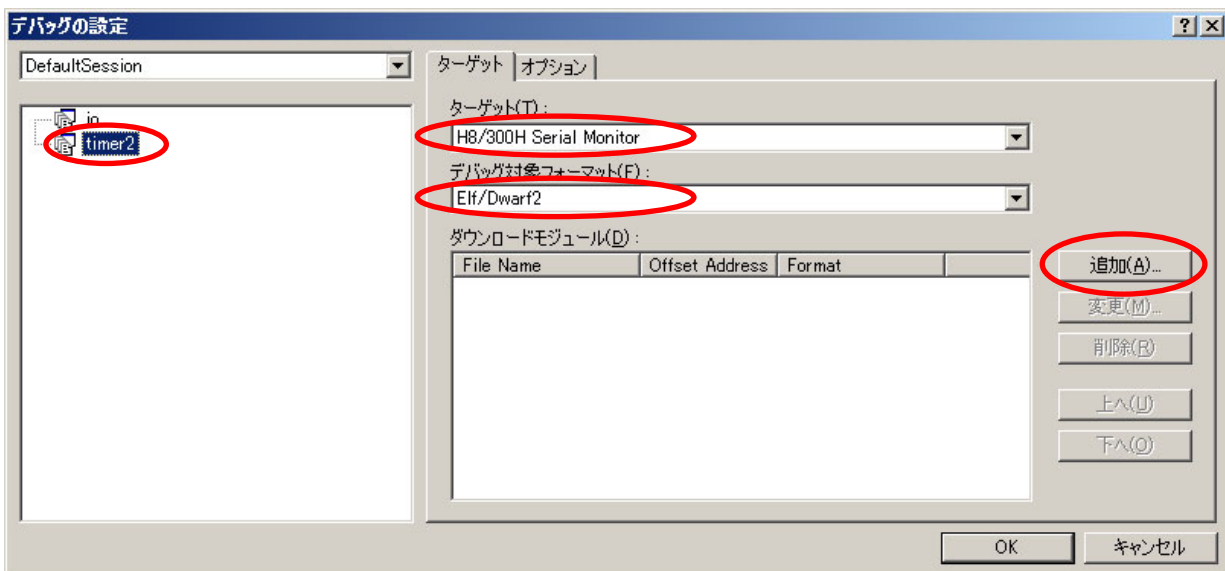 デバッグの設定
DefaultSession
io
timer2
ターゲット オプション
ターゲット(T) :
H8/300H Serial Monitor
デバッグ対象フォーマット(F) :
Elf/Dwarf2
ダウンロードモジュール(D) :
File Name Offset Address Format
追加(A)...
変更(M)...
削除(R)
上へ(U)
下へ(O)
OK キャンセル